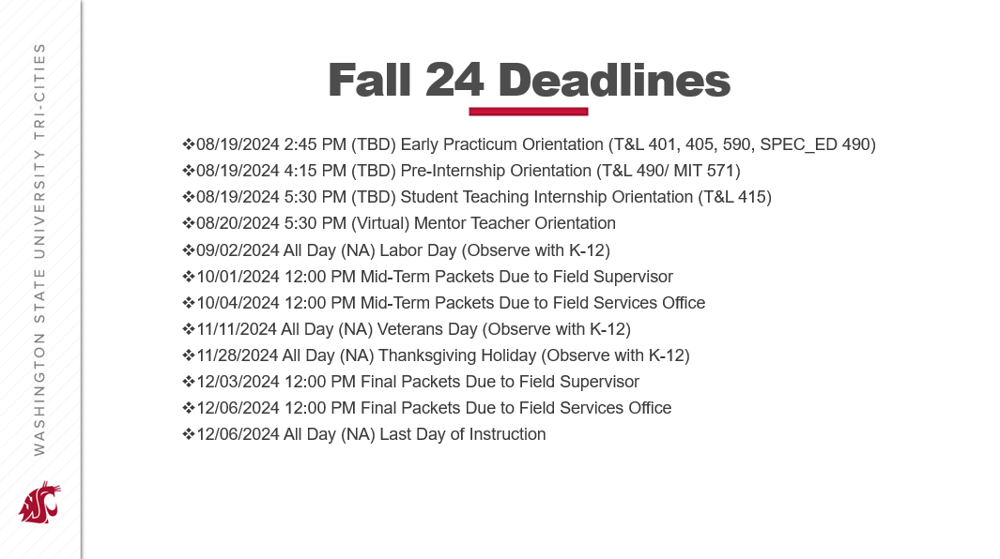 WASHINGTON STATE UNIVERSITY TRI-CITIES
Fall 24 Deadlines
❖08/19/2024 2:45 PM (TBD) Early Practicum Orientation (T&L 401, 405, 590, SPEC_ED 490)
❖08/19/2024 4:15 PM (TBD) Pre-Internship Orientation (T&L 490/ MIT 571)
❖08/19/2024 5:30 PM (TBD) Student Teaching Internship Orientation (T&L 415)
❖08/20/2024 5:30 PM (Virtual) Mentor Teacher Orientation
❖09/02/2024 All Day (NA) Labor Day (Observe with K-12)
❖10/01/2024 12:00 PM Mid-Term Packets Due to Field Supervisor
❖10/04/2024 12:00 PM Mid-Term Packets Due to Field Services Office
❖11/11/2024 All Day (NA) Veterans Day (Observe with K-12)
❖11/28/2024 All Day (NA) Thanksgiving Holiday (Observe with K-12)
❖12/03/2024 12:00 PM Final Packets Due to Field Supervisor
❖12/06/2024 12:00 PM Final Packets Due to Field Services Office
❖12/06/2024 All Day (NA) Last Day of Instruction